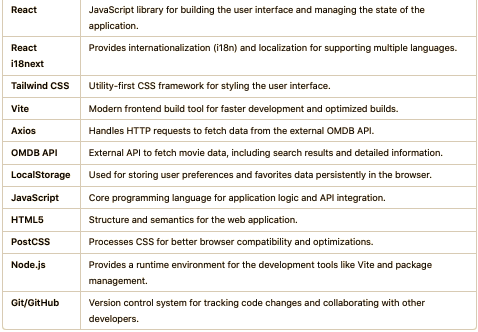 React JavaScript library for building the user interface and managing the state of the
application.
React Provides internationalization (i18n) and localization for supporting multiple languages.
i18next
Tailwind CSS Utility-first CSS framework for styling the user interface.
Vite Modern frontend build tool for faster development and optimized builds.
Axios Handles HTTP requests to fetch data from the external OMDB API.
OMDB API External API to fetch movie data, including search results and detailed information.
LocalStorage Used for storing user preferences and favorites data persistently in the browser.
JavaScript Core programming language for application logic and API integration.
HTML5 Structure and semantics for the web application.
PostCSS Processes CSS for better browser compatibility and optimizations.
Node.js Provides a runtime environment for the development tools like Vite and package
management.
Git/GitHub Version control system for tracking code changes and collaborating with other
developers.